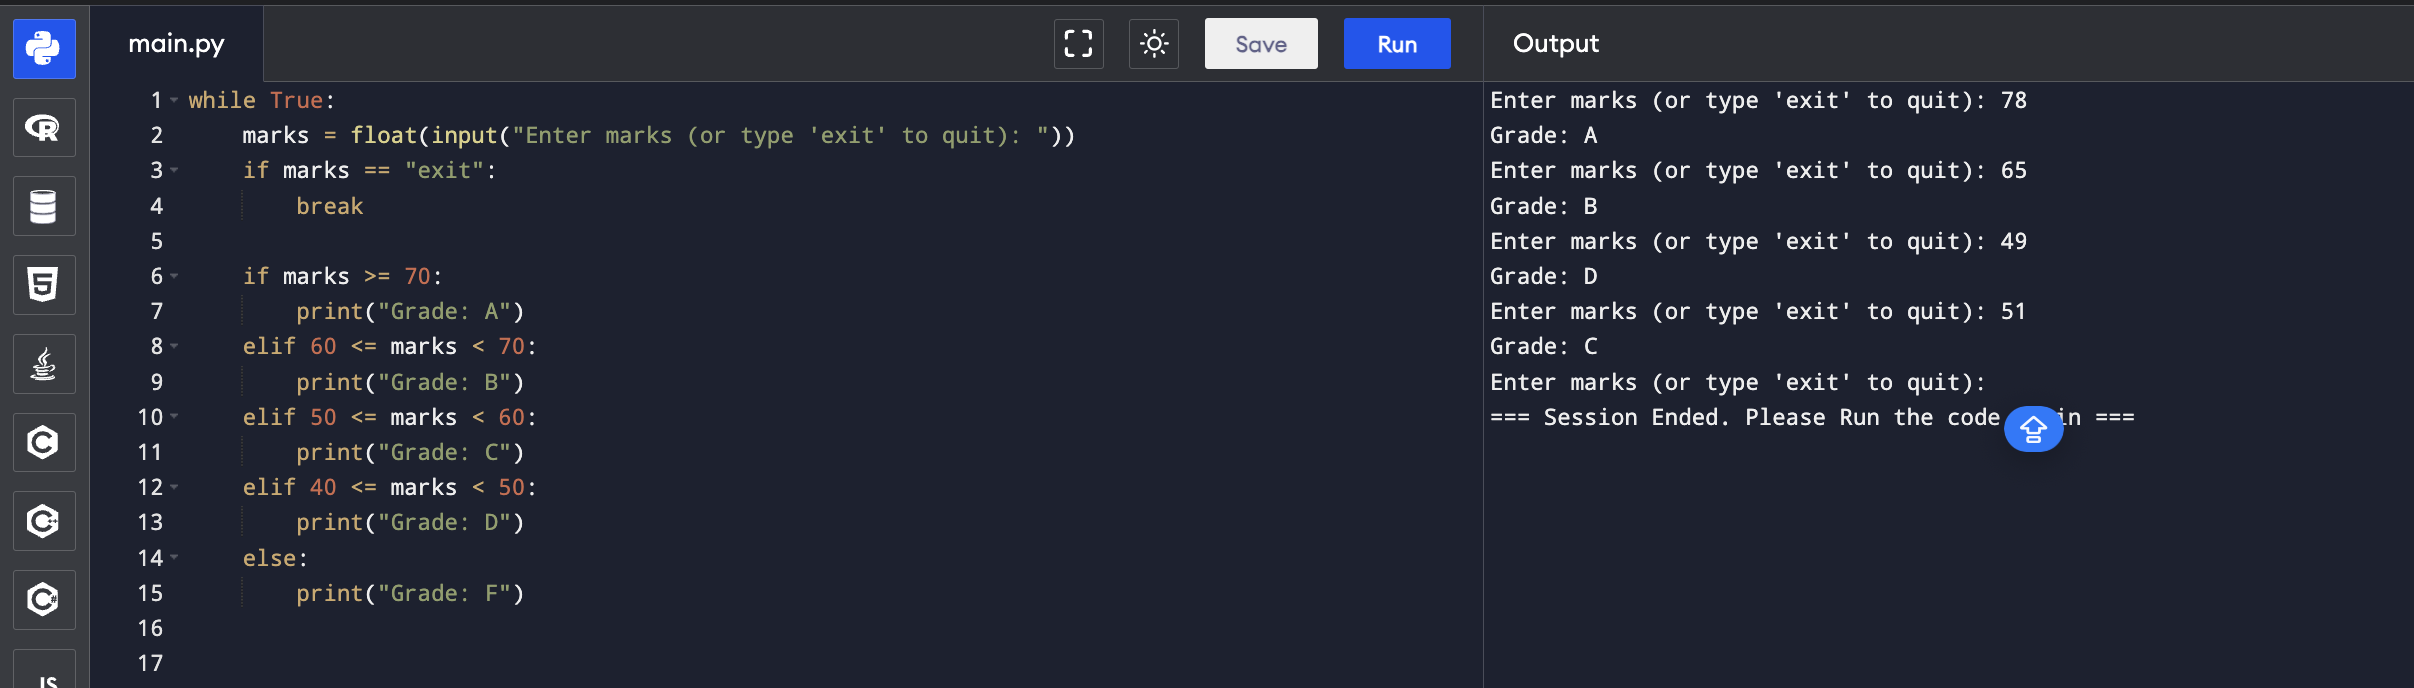 main.py
Save
Run
Output
1 while True:
2     marks = float(input("Enter marks (or type 'exit' to quit): "))
3     if marks == "exit":
4         break
5
6     if marks >= 70:
7         print("Grade: A")
8     elif 60 <= marks < 70:
9         print("Grade: B")
10     elif 50 <= marks < 60:
11         print("Grade: C")
12     elif 40 <= marks < 50:
13         print("Grade: D")
14     else:
15         print("Grade: F")
16
17
Enter marks (or type 'exit' to quit): 78
Grade: A
Enter marks (or type 'exit' to quit): 65
Grade: B
Enter marks (or type 'exit' to quit): 49
Grade: D
Enter marks (or type 'exit' to quit): 51
Grade: C
Enter marks (or type 'exit' to quit):
=== Session Ended. Please Run the code ===
R
5
C
C++
C#
JS